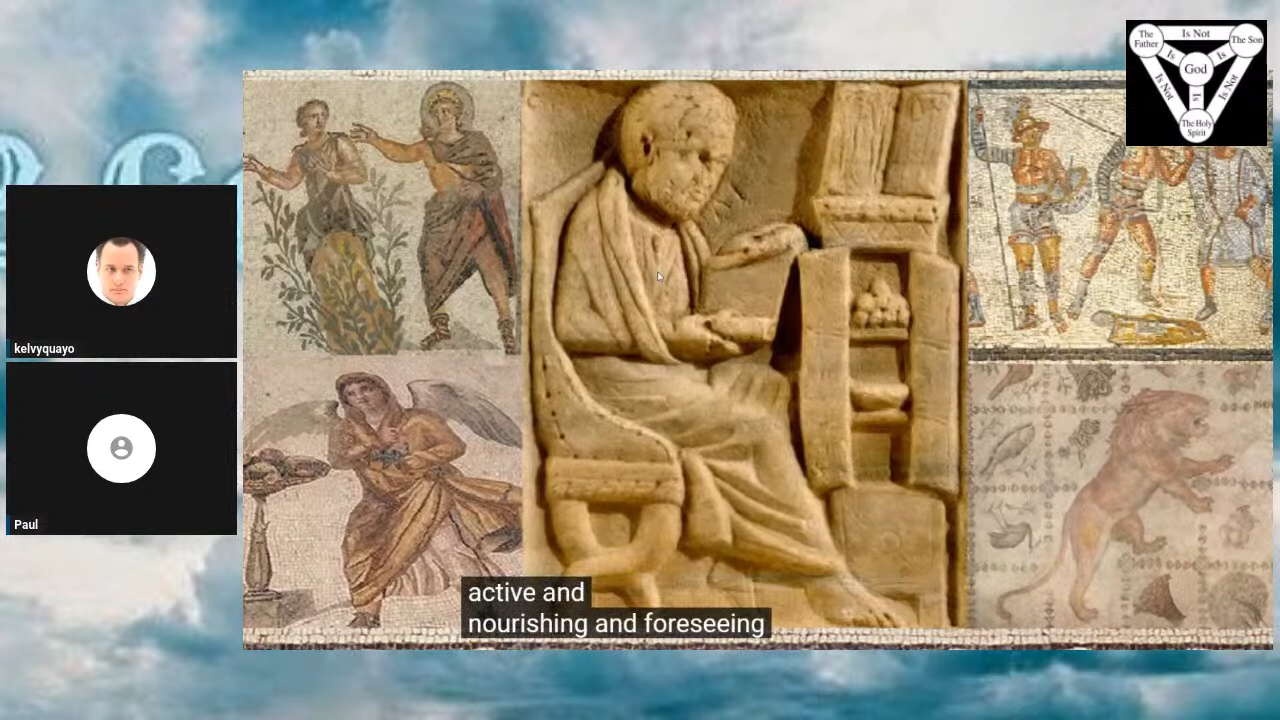 The
Father
Is Not
The Son
Is
Is
God
Is Not
Is
Is Not
The Holy
Spirit
kelvyquayo
Paul
active and
nourishing and foreseeing